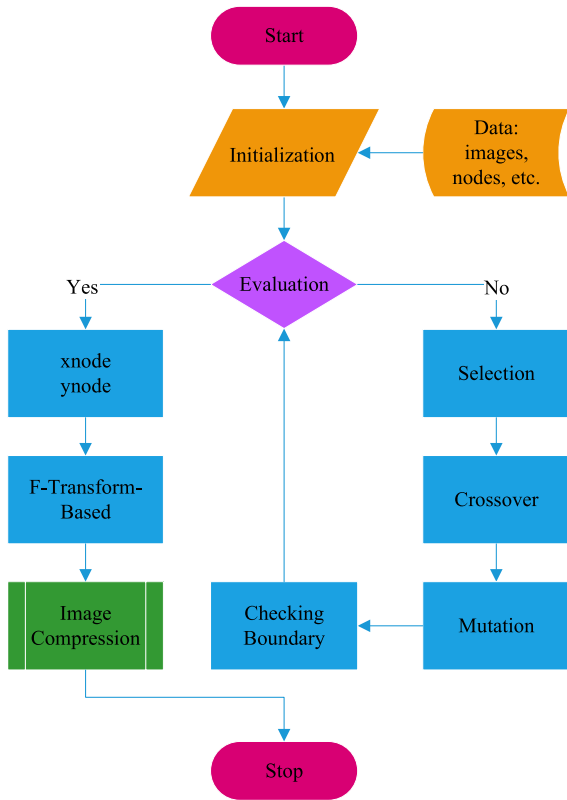 Start
Initialization
Data:
images,
nodes, etc.
Evaluation
Yes
No
xnode
ynode
Selection
F-Transform-
Based
Crossover
Image
Compression
Checking
Boundary
Mutation
Stop